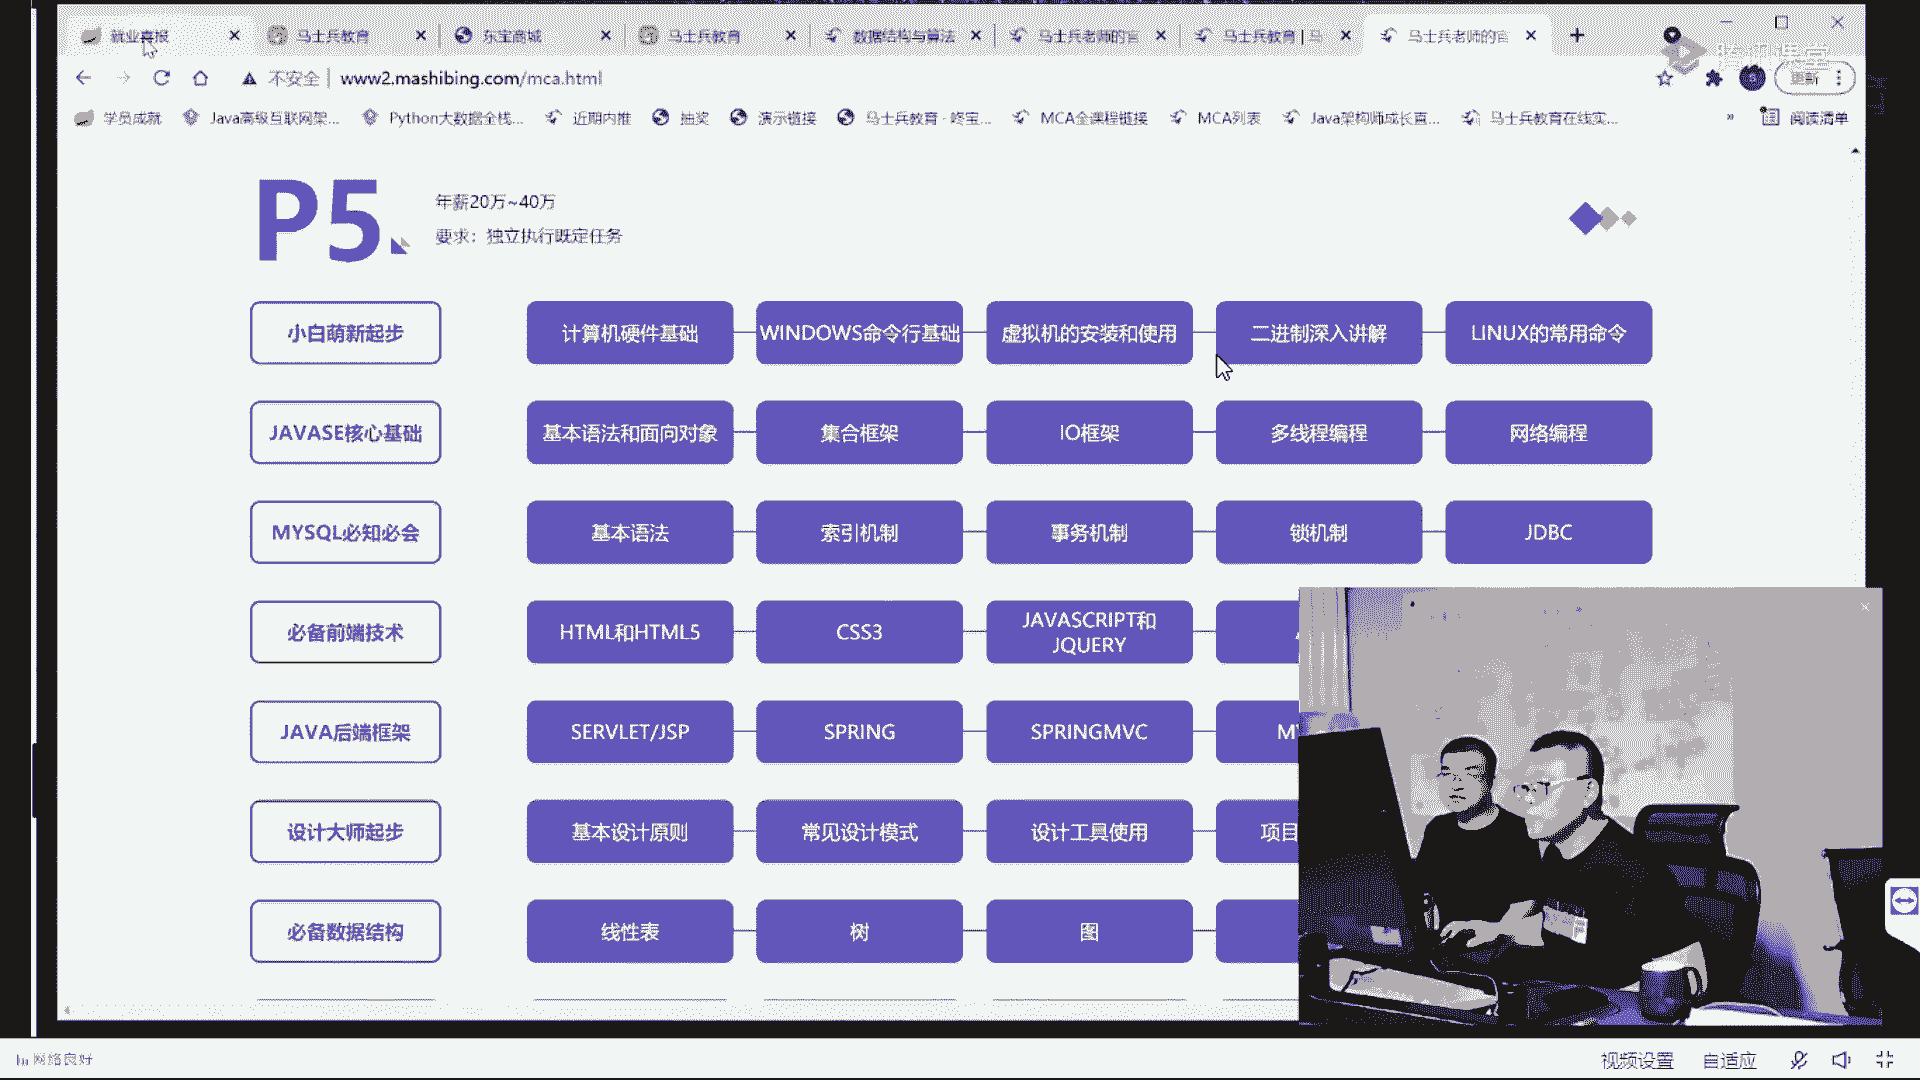 就业喜报
马士兵教育
东宝商城
马士兵教育
数据结构与算法
马士兵老师的官
马士兵教育 | 马
马士兵老师的官
腾讯课堂
不安全
www2.mashibing.com/mca.html
更新
学员成就
Java高级互联网架...
Python大数据全栈...
近期内推
抽奖
演示链接
马士兵教育 - 咚宝...
MCA全课程链接
MCA列表
Java架构师成长直...
马士兵教育在线实...
»
阅读清单
P5
年薪20万~40万
要求：独立执行既定任务
小白萌新起步
计算机硬件基础
WINDOWS命令行基础
虚拟机的安装和使用
二进制深入讲解
LINUX的常用命令
JAVASE核心基础
基本语法和面向对象
集合框架
IO框架
多线程编程
网络编程
MYSQL必知必会
基本语法
索引机制
事务机制
锁机制
JDBC
必备前端技术
HTML和HTML5
CSS3
JAVASCRIPT和
JQUERY
JAVA后端框架
SERVLET/JSP
SPRING
SPRINGMVC
设计大师起步
基本设计原则
常见设计模式
设计工具使用
项目
必备数据结构
线性表
树
图
网络良好
视频设置
自适应